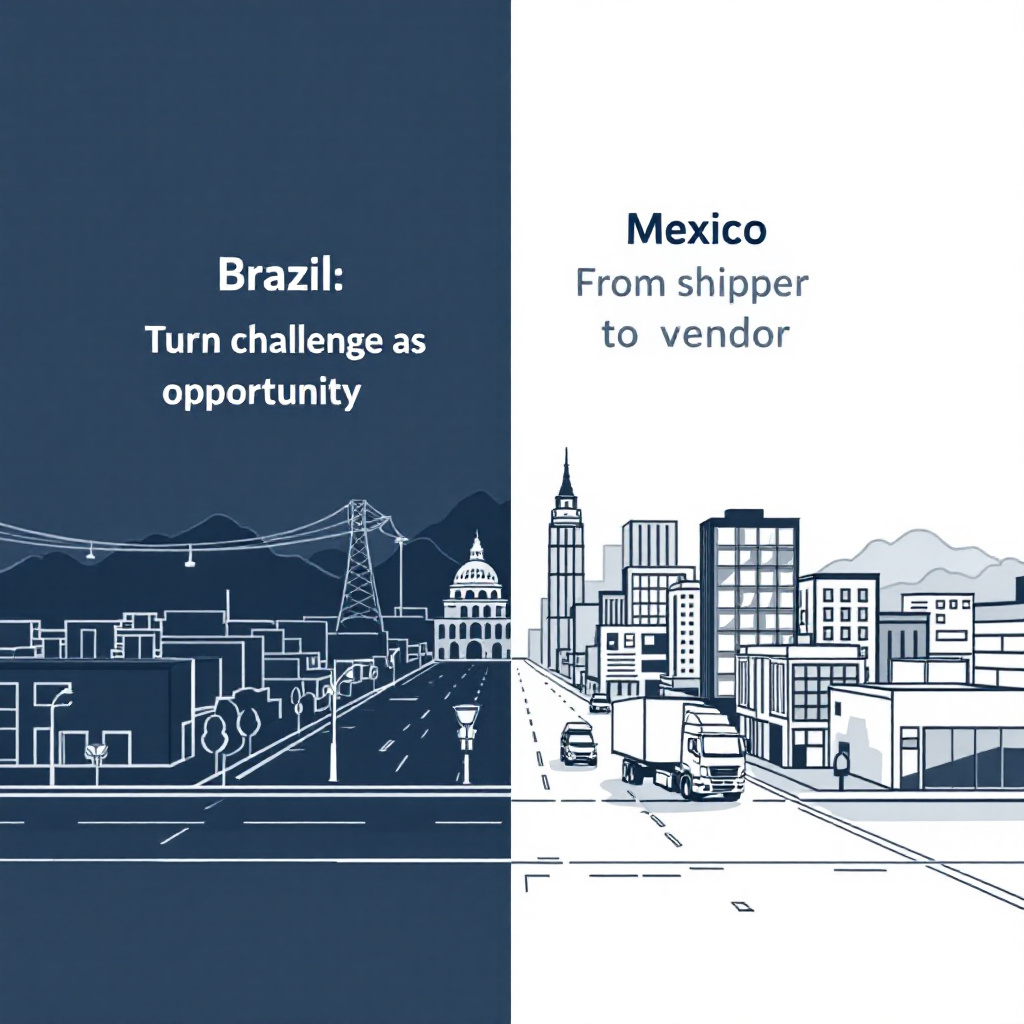 Brazil:
Turn challenge as
opportunity
Mexico
From shipper
to vendor